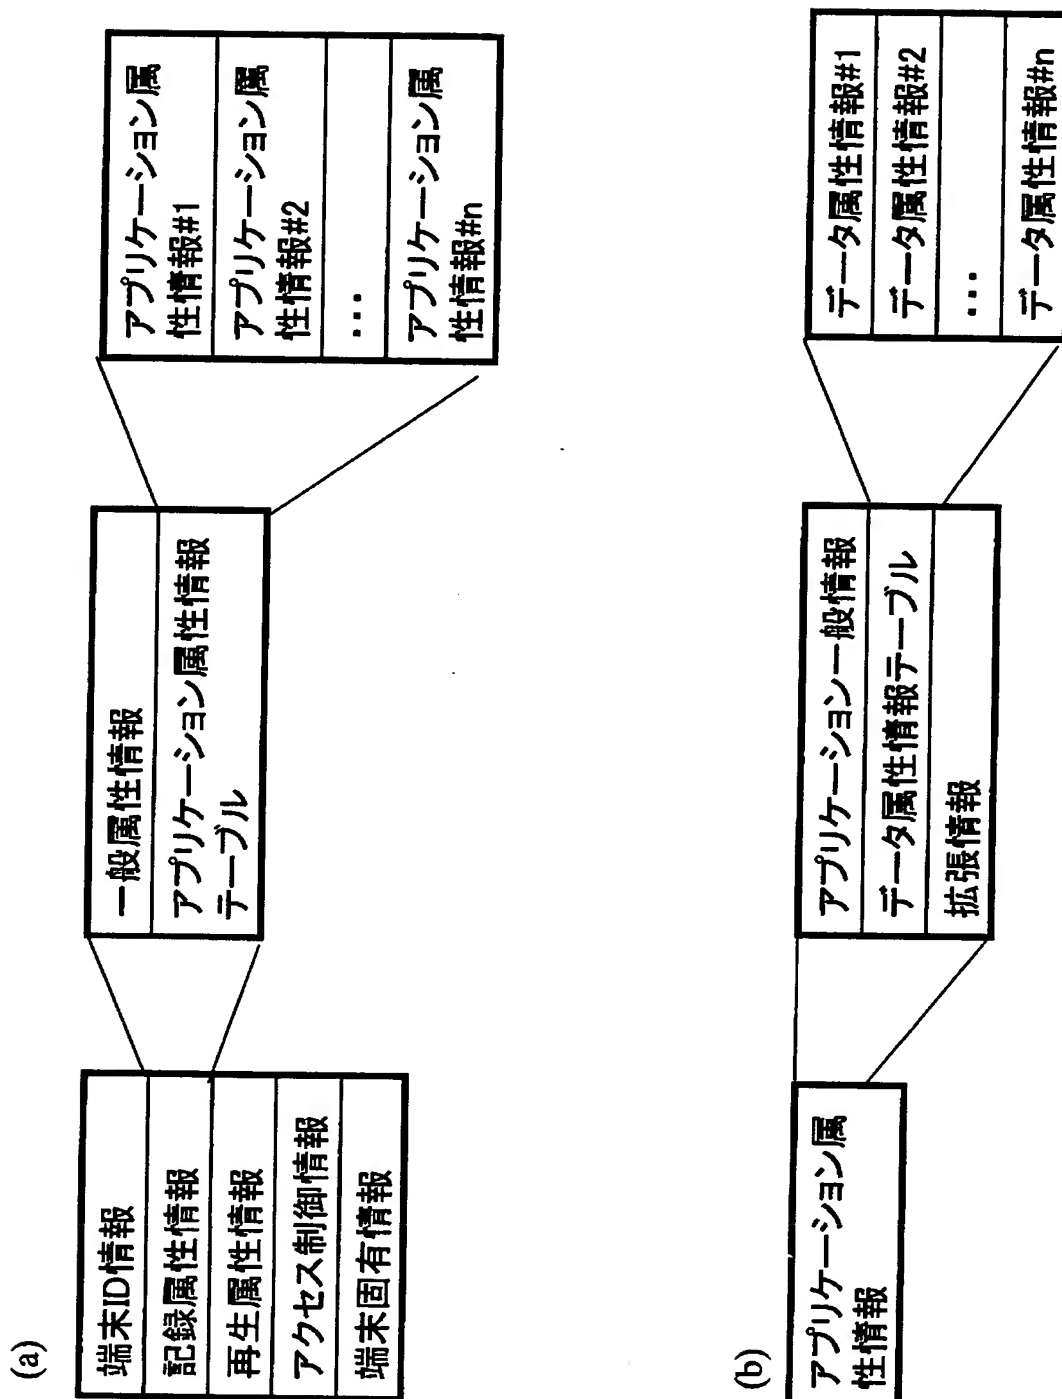 (a)
端末ID情報
記録属性情報
再生属性情報
アクセス制御情報
端末固有情報
一般属性情報
アプリケーション属性情報
テーブル
アプリケーション属
性情報#1
アプリケーション属
性情報#2
...
アプリケーション属
性情報#n
(b)
アプリケーション属
性情報
アプリケーション一般情報
データ属性情報テーブル
拡張情報
データ属性情報#1
データ属性情報#2
...
データ属性情報#n